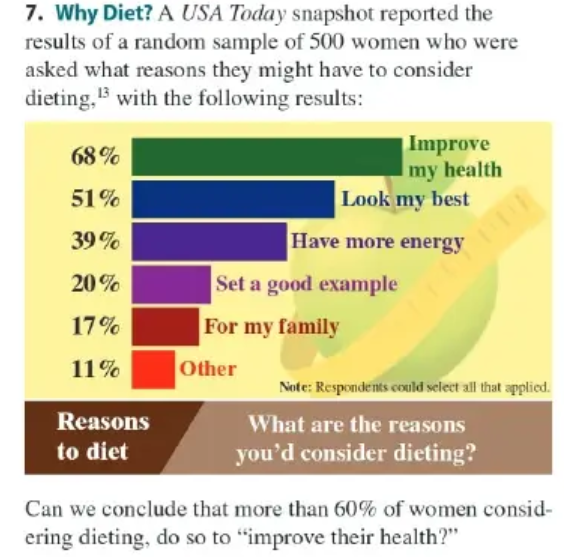 7. Why Diet? A USA Today snapshot reported the
results of a random sample of 500 women who were
asked what reasons they might have to consider
dieting,¹³ with the following results:
68%
Improve
my health
51%
Look my best
39%
Have more energy
20%
Set a good example
17%
For my family
11%
Other
Note: Respondents could select all that applied.
Reasons
to diet
What are the reasons
you'd consider dieting?
Can we conclude that more than 60% of women consid-
ering dieting, do so to “improve their health?”